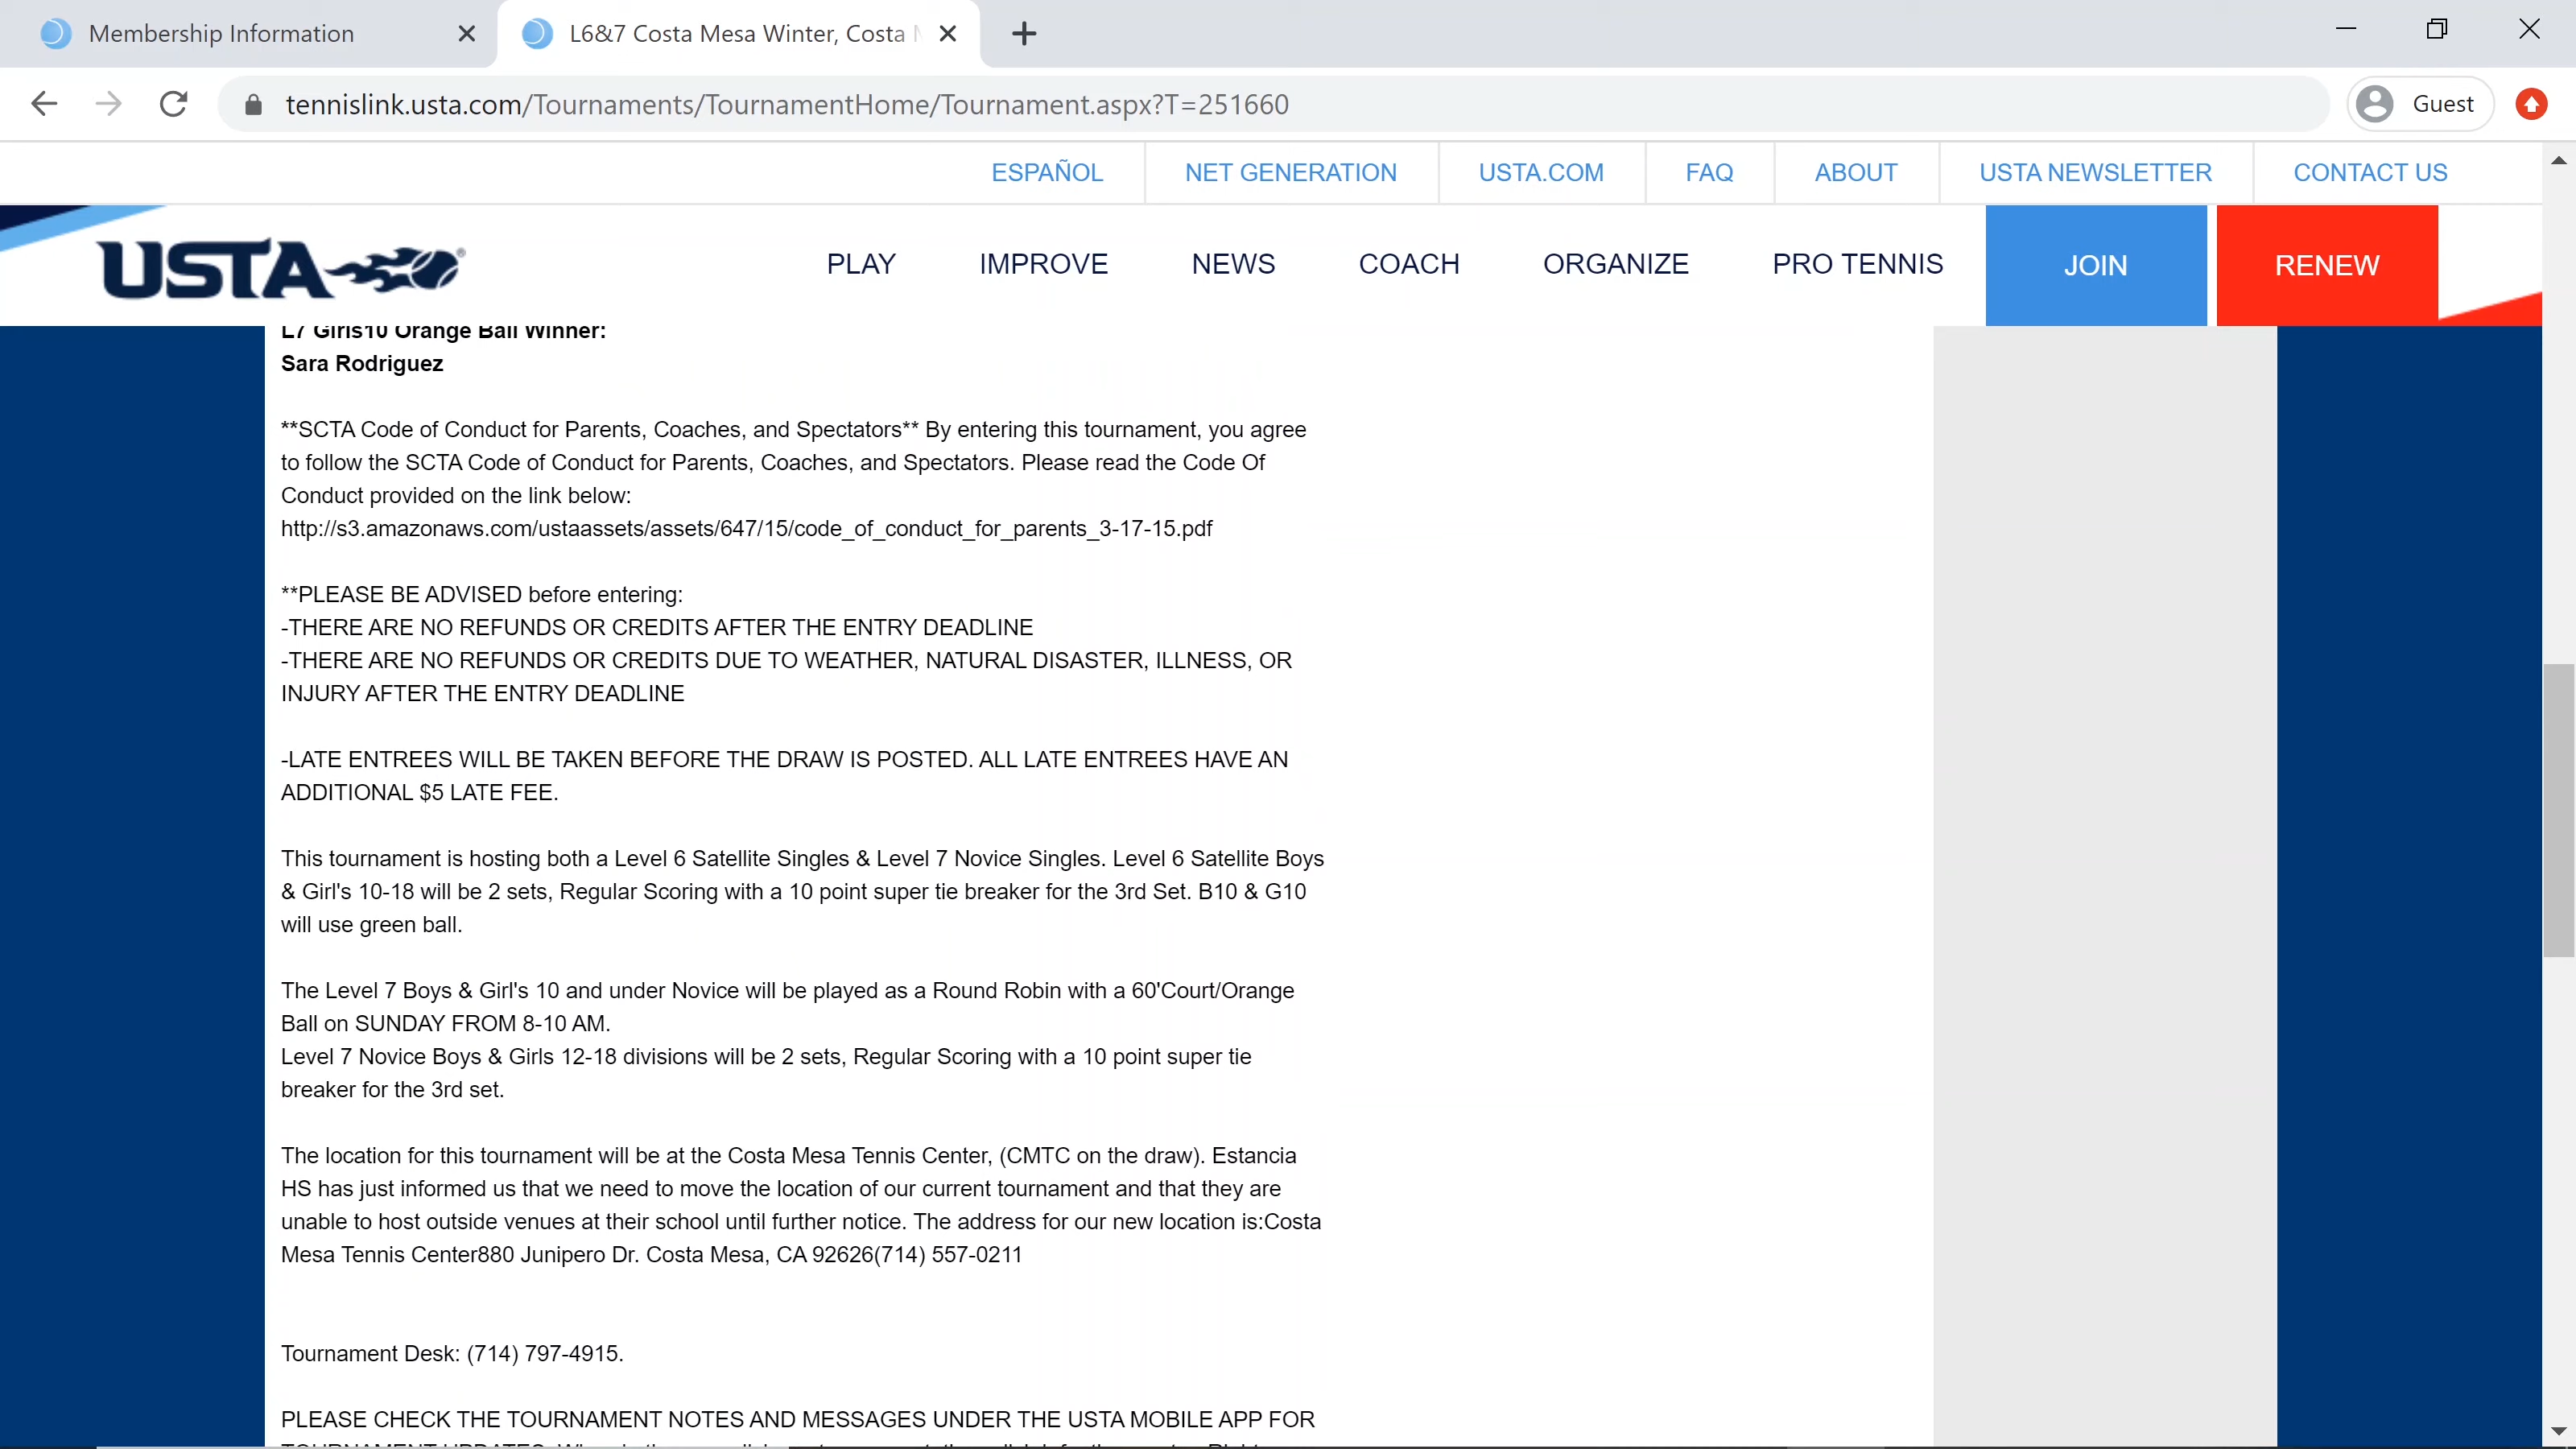 Membership Information
L6&7 Costa Mesa Winter, Costa
tennislink.usta.com/Tournaments/TournamentHome/Tournament.aspx?T=251660
Guest
ESPAÑOL
NET GENERATION
USTA.COM
FAQ
ABOUT
USTA NEWSLETTER
CONTACT US
USTA
PLAY
IMPROVE
NEWS
COACH
ORGANIZE
PRO TENNIS
JOIN
RENEW
L7 Girls10 Orange Ball Winner:
Sara Rodriguez
**SCTA Code of Conduct for Parents, Coaches, and Spectators** By entering this tournament, you agree
to follow the SCTA Code of Conduct for Parents, Coaches, and Spectators. Please read the Code Of
Conduct provided on the link below:
http://s3.amazonaws.com/ustaassets/assets/647/15/code_of_conduct_for_parents_3-17-15.pdf
**PLEASE BE ADVISED before entering:
-THERE ARE NO REFUNDS OR CREDITS AFTER THE ENTRY DEADLINE
-THERE ARE NO REFUNDS OR CREDITS DUE TO WEATHER, NATURAL DISASTER, ILLNESS, OR
INJURY AFTER THE ENTRY DEADLINE
-LATE ENTREES WILL BE TAKEN BEFORE THE DRAW IS POSTED. ALL LATE ENTREES HAVE AN
ADDITIONAL $5 LATE FEE.
This tournament is hosting both a Level 6 Satellite Singles & Level 7 Novice Singles. Level 6 Satellite Boys
& Girl's 10-18 will be 2 sets, Regular Scoring with a 10 point super tie breaker for the 3rd Set. B10 & G10
will use green ball.
The Level 7 Boys & Girl's 10 and under Novice will be played as a Round Robin with a 60'Court/Orange
Ball on SUNDAY FROM 8-10 AM.
Level 7 Novice Boys & Girls 12-18 divisions will be 2 sets, Regular Scoring with a 10 point super tie
breaker for the 3rd set.
The location for this tournament will be at the Costa Mesa Tennis Center, (CMTC on the draw). Estancia
HS has just informed us that we need to move the location of our current tournament and that they are
unable to host outside venues at their school until further notice. The address for our new location is:Costa
Mesa Tennis Center880 Junipero Dr. Costa Mesa, CA 92626(714) 557-0211
Tournament Desk: (714) 797-4915.
PLEASE CHECK THE TOURNAMENT NOTES AND MESSAGES UNDER THE USTA MOBILE APP FOR